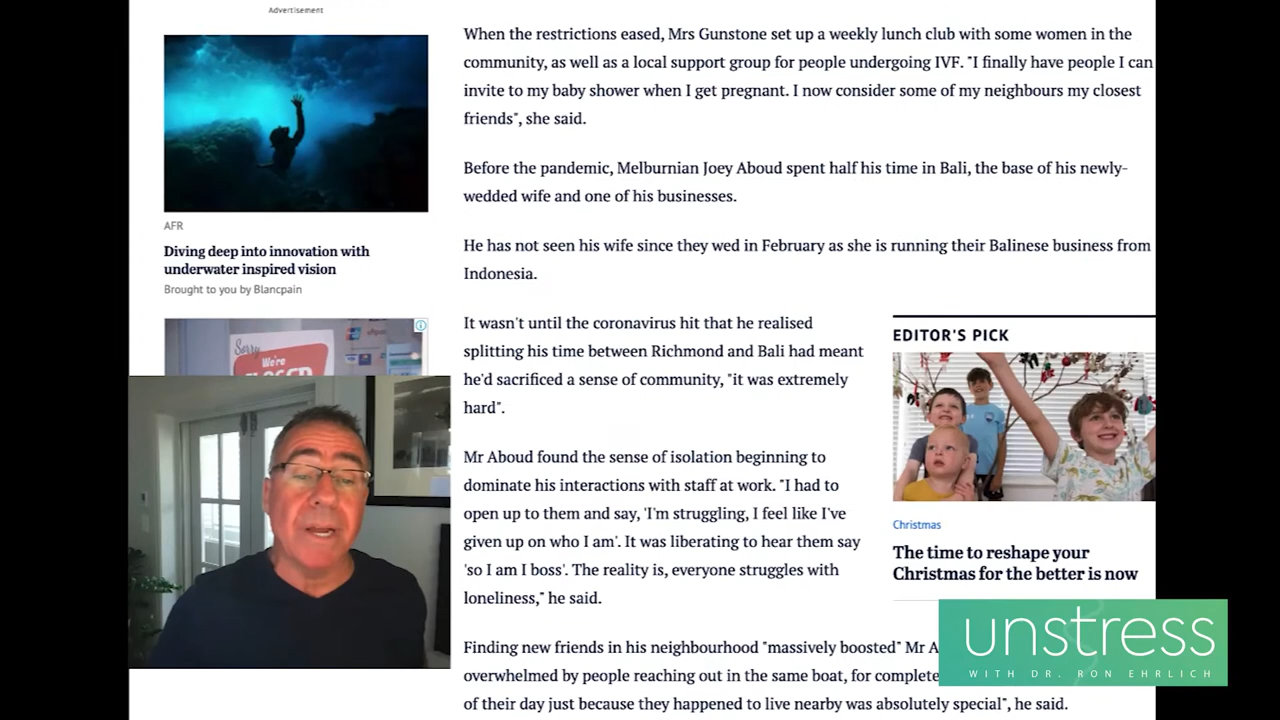 Advertisement
AFR
Diving deep into innovation with
underwater inspired vision
Brought to you by Blancpain
Sorry
We're
CLOSED
When the restrictions eased, Mrs Gunstone set up a weekly lunch club with some women in the
community, as well as a local support group for people undergoing IVF. "I finally have people I can
invite to my baby shower when I get pregnant. I now consider some of my neighbours my closest
friends", she said.
Before the pandemic, Melburnian Joey Aboud spent half his time in Bali, the base of his newly-
wedded wife and one of his businesses.
He has not seen his wife since they wed in February as she is running their Balinese business from
Indonesia.
It wasn't until the coronavirus hit that he realised
splitting his time between Richmond and Bali had meant
he'd sacrificed a sense of community, "it was extremely
hard".
Mr Aboud found the sense of isolation beginning to
dominate his interactions with staff at work. "I had to
open up to them and say, 'I'm struggling, I feel like I've
given up on who I am'. It was liberating to hear them say
'so I am I boss'. The reality is, everyone struggles with
loneliness," he said.
Finding new friends in his neighbourhood "massively boosted" Mr A
overwhelmed by people reaching out in the same boat, for complete
of their day just because they happened to live nearby was absolutely special", he said.
EDITOR'S PICK
Christmas
The time to reshape your
Christmas for the better is now
unstress
WITH DR. RON EHRLICH